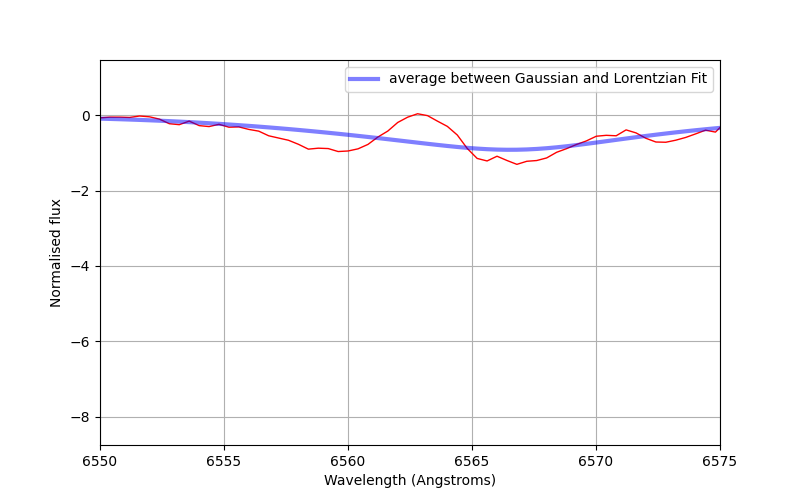 average between Gaussian and Lorentzian Fit
Normalised flux
0
−2
−4
−6
−8
6550 6555 6560 6565 6570 6575
Wavelength (Angstroms)